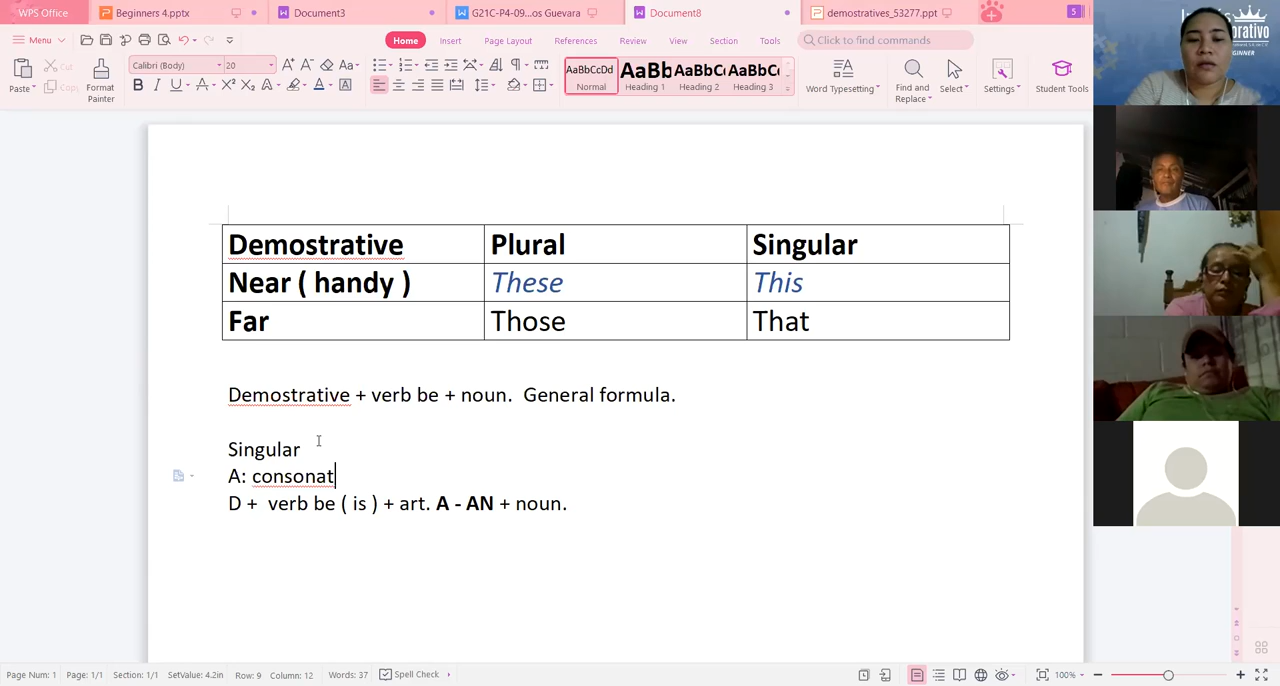 WPS Office Beginners 4.pptx Document3 G21C-P4-09...os Guevara Document8 demostratives_53277.ppt 5
Menu Home Insert Page Layout References Review View Section Tools Click to find commands
Paste Cut Copy Format Painter Calibri (Body) 20 AaBbCcDd Normal AaBb Heading 1 AaBbC Heading 2 AaBbC Heading 3 Word Typesetting Find and Replace Select Settings Student Tools
Demostrative Plural Singular
Near ( handy ) These This
Far Those That
Demostrative + verb be + noun. General formula.
Singular
A: consonat
D + verb be ( is ) + art. A - AN + noun.
Page Num: 1 Page: 1/1 Section: 1/1 SetValue: 4.2in Row: 9 Column: 12 Words: 37 Spell Check 100%